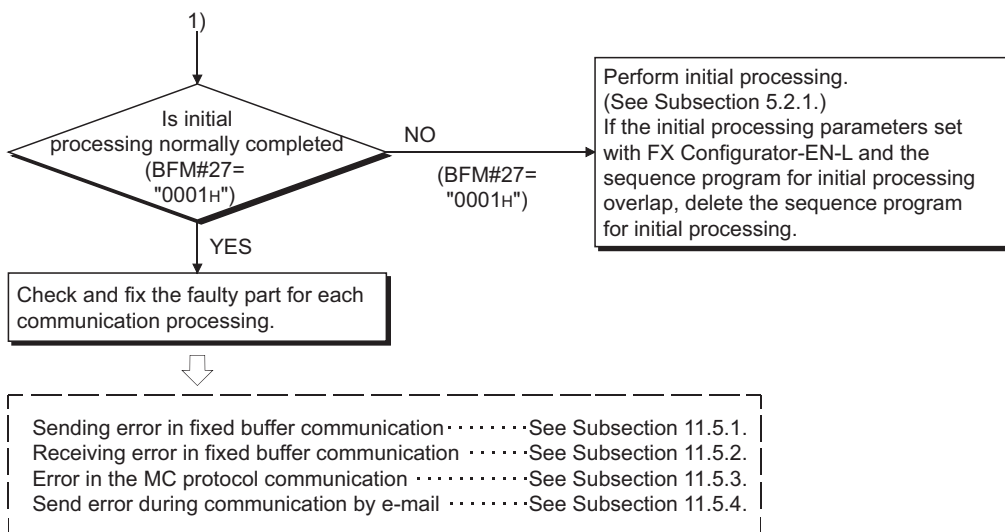 1)
Is initial
processing normally completed
(BFM#27=
"0001H")
NO
(BFM#27=
"0001H")
Perform initial processing.
(See Subsection 5.2.1.)
If the initial processing parameters set
with FX Configurator-EN-L and the
sequence program for initial processing
overlap, delete the sequence program
for initial processing.
YES
Check and fix the faulty part for each
communication processing.
Sending error in fixed buffer communication · · · · · · · · See Subsection 11.5.1.
Receiving error in fixed buffer communication · · · · · · · See Subsection 11.5.2.
Error in the MC protocol communication · · · · · · · · · · · See Subsection 11.5.3.
Send error during communication by e-mail · · · · · · · · See Subsection 11.5.4.